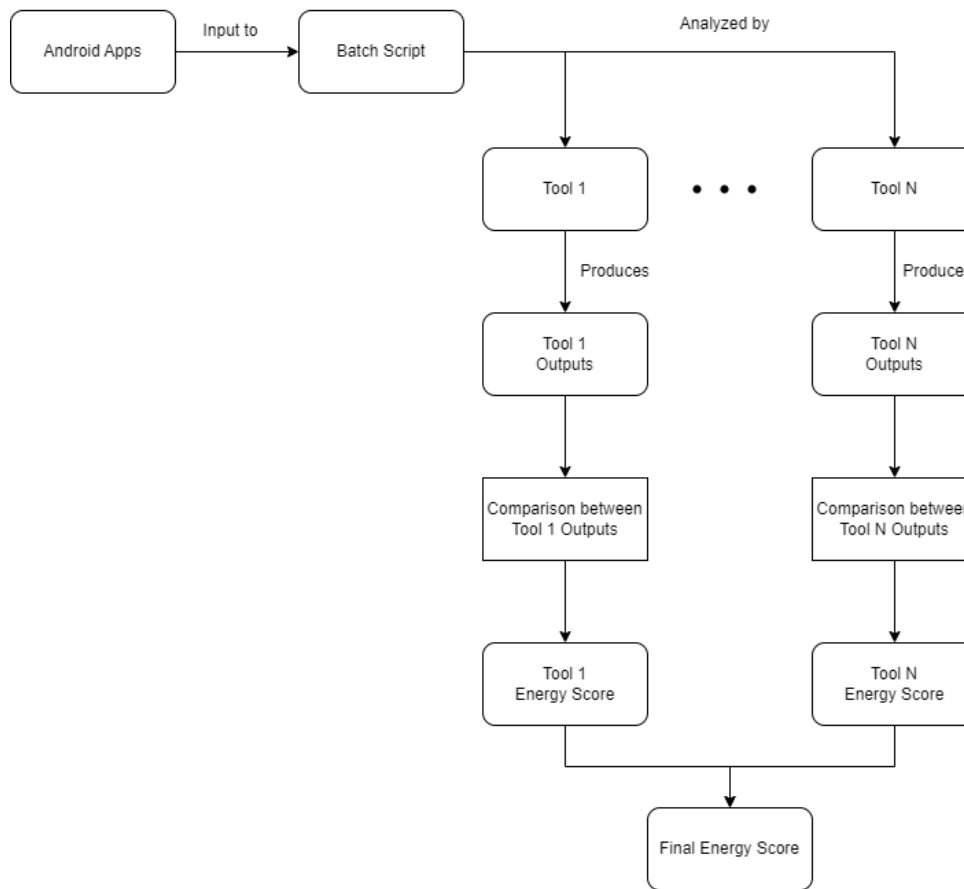 Android Apps
Input to
Batch Script
Analyzed by
Tool 1
Tool N
Produces
Produce
Tool 1
Outputs
Tool N
Outputs
Comparison between
Tool 1 Outputs
Comparison between
Tool N Outputs
Tool 1
Energy Score
Tool N
Energy Score
Final Energy Score